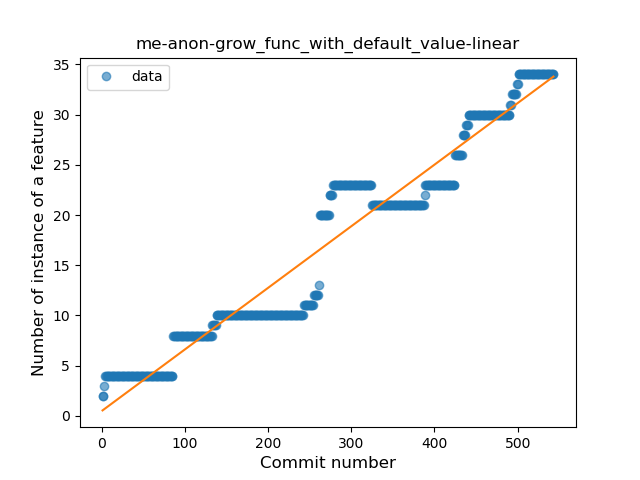 me-anon-grow_func_with_default_value-linear
data
Number of instance of a feature
35
30
25
20
15
10
5
0
0 100 200 300 400 500
Commit number